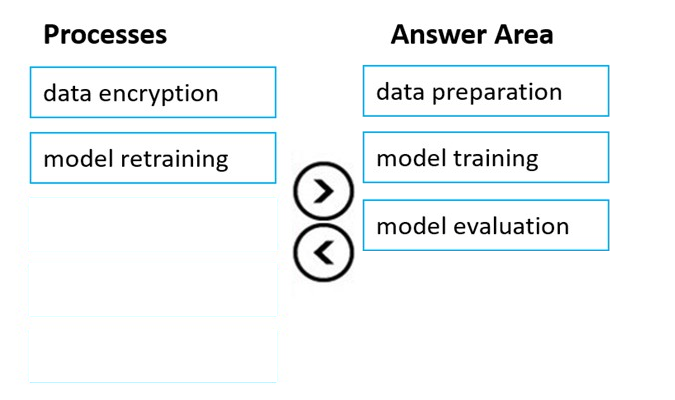 Processes
data encryption
model retraining
Answer Area
data preparation
model training
model evaluation